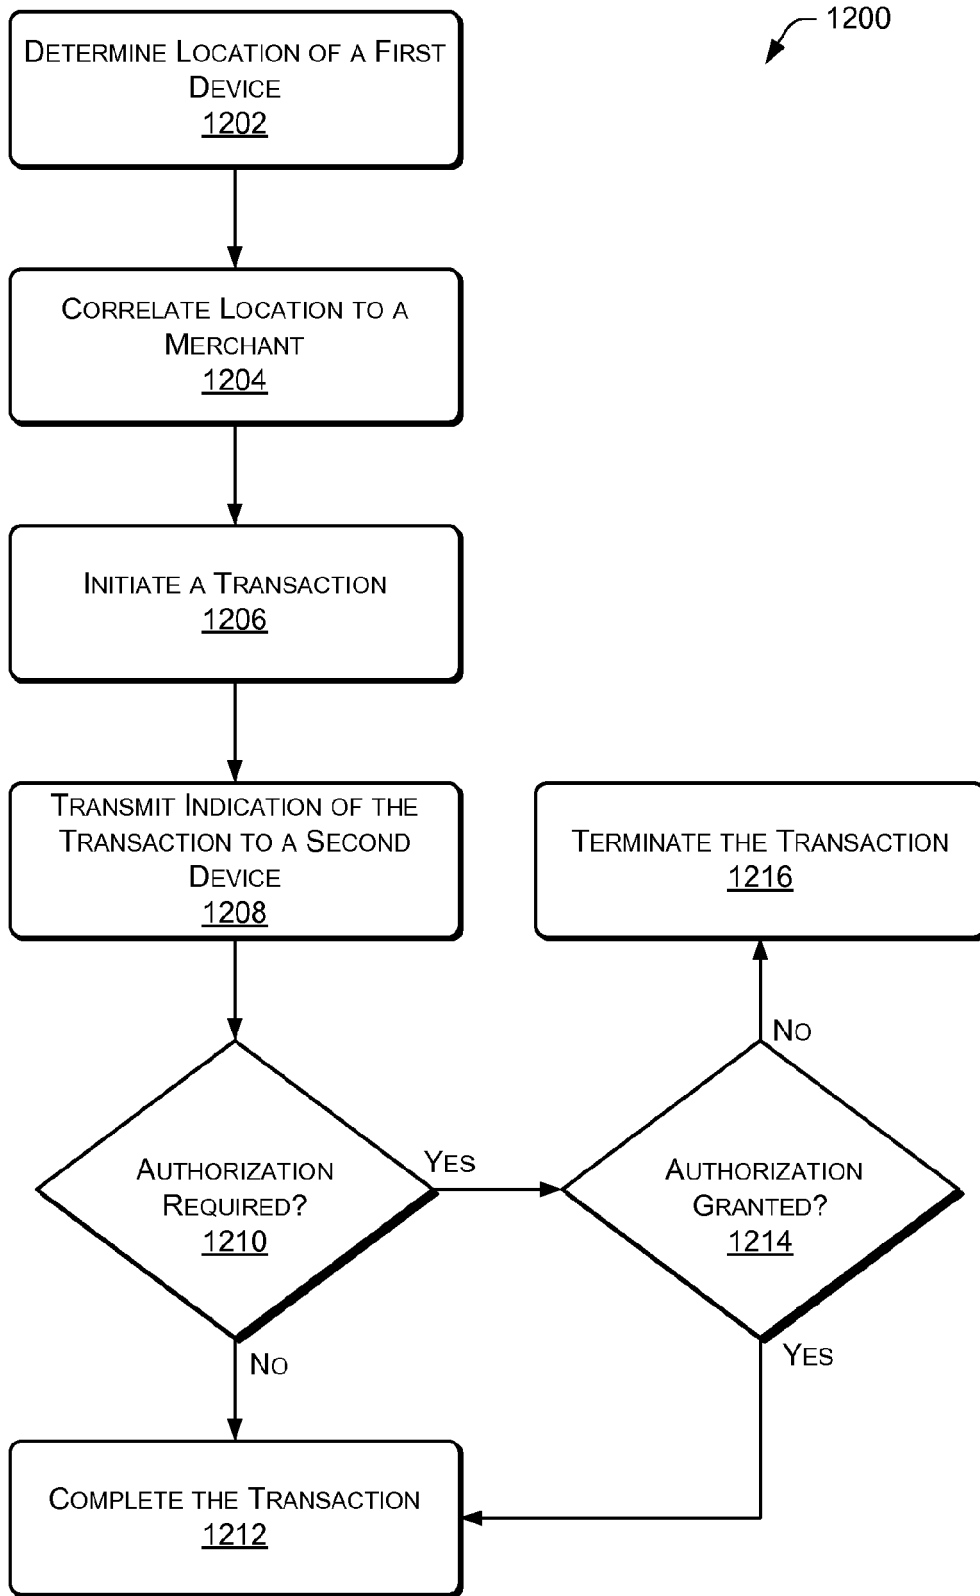 1200
DETERMINE LOCATION OF A FIRST
DEVICE
1202
CORRELATE LOCATION TO A
MERCHANT
1204
INITIATE A TRANSACTION
1206
TRANSMIT INDICATION OF THE
TRANSACTION TO A SECOND
DEVICE
1208
TERMINATE THE TRANSACTION
1216
NO
AUTHORIZATION
REQUIRED?
1210
YES
AUTHORIZATION
GRANTED?
1214
NO
YES
COMPLETE THE TRANSACTION
1212